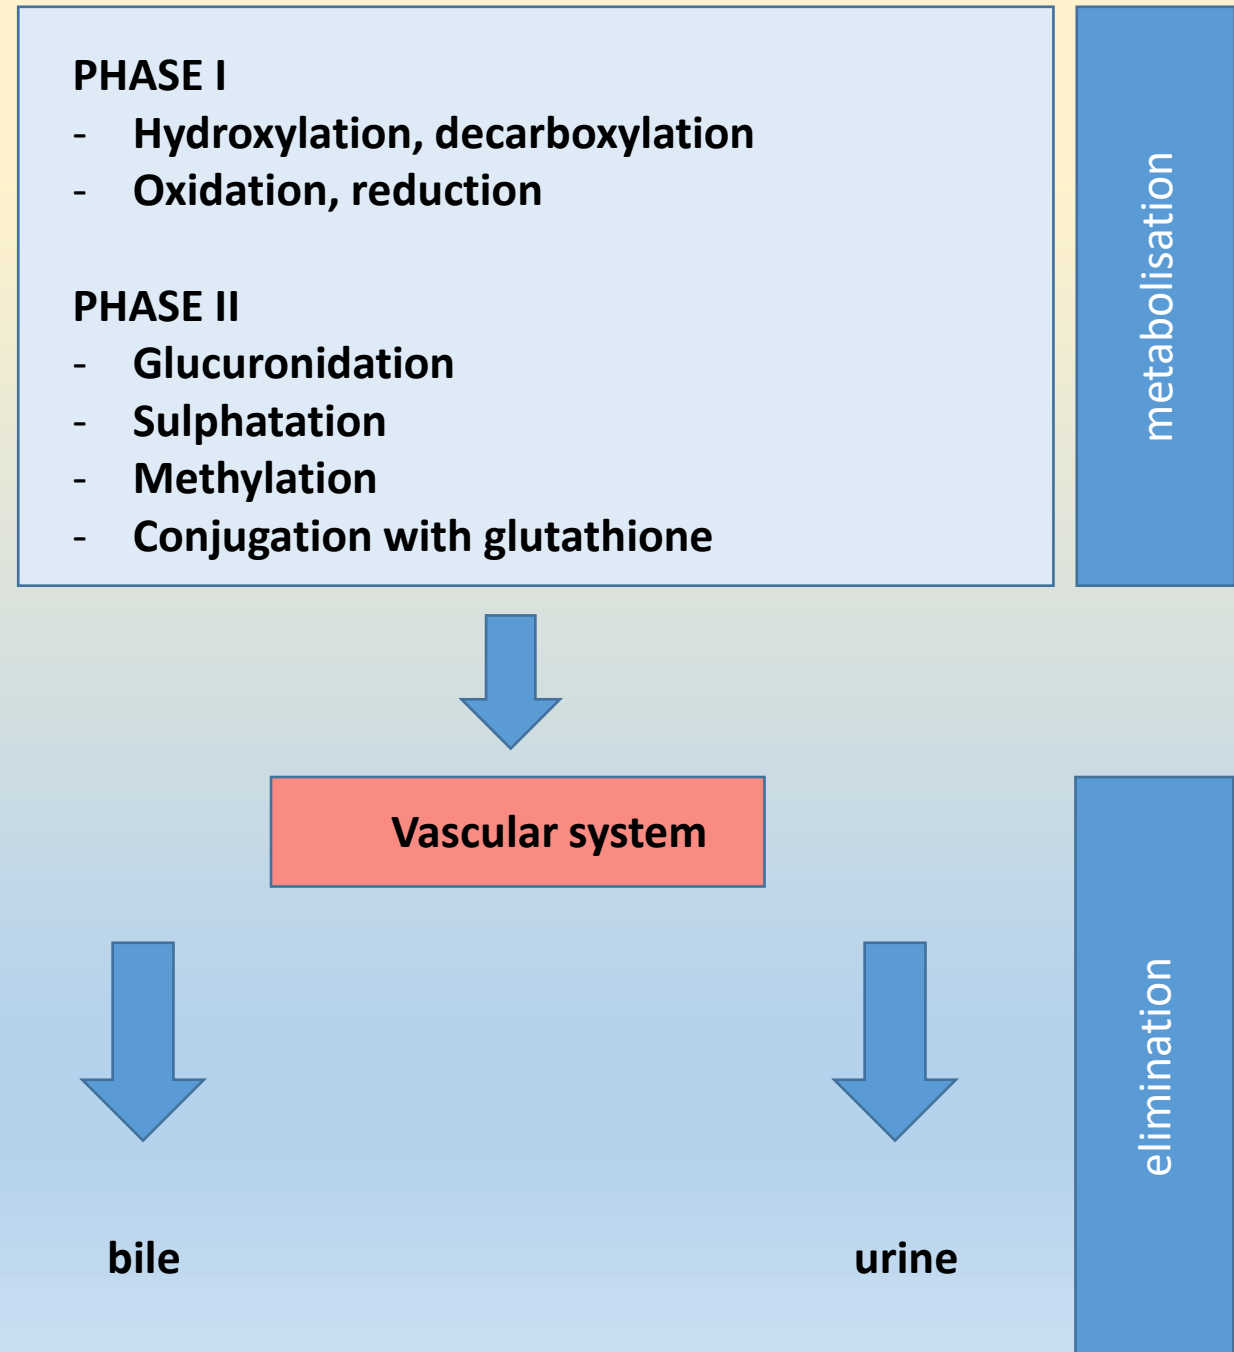 PHASE I
- Hydroxylation, decarboxylation
- Oxidation, reduction
PHASE II
- Glucuronidation
- Sulphatation
- Methylation
- Conjugation with glutathione
metabolisation
Vascular system
elimination
bile
urine